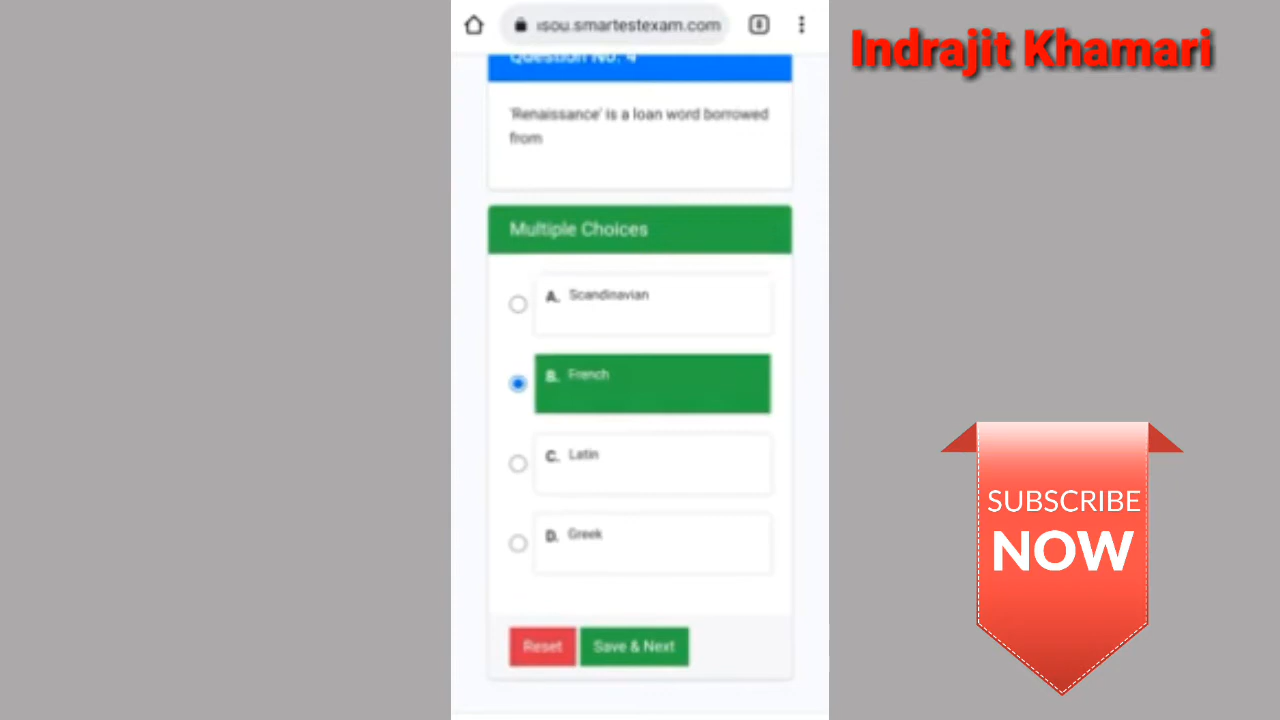 ısou.smartestexam.com
Indrajit Khamari
Question No. 4
'Renaissance' is a loan word borrowed
from
Multiple Choices
A. Scandinavian
B. French
C. Latin
D. Greek
Reset Save & Next
SUBSCRIBE
NOW